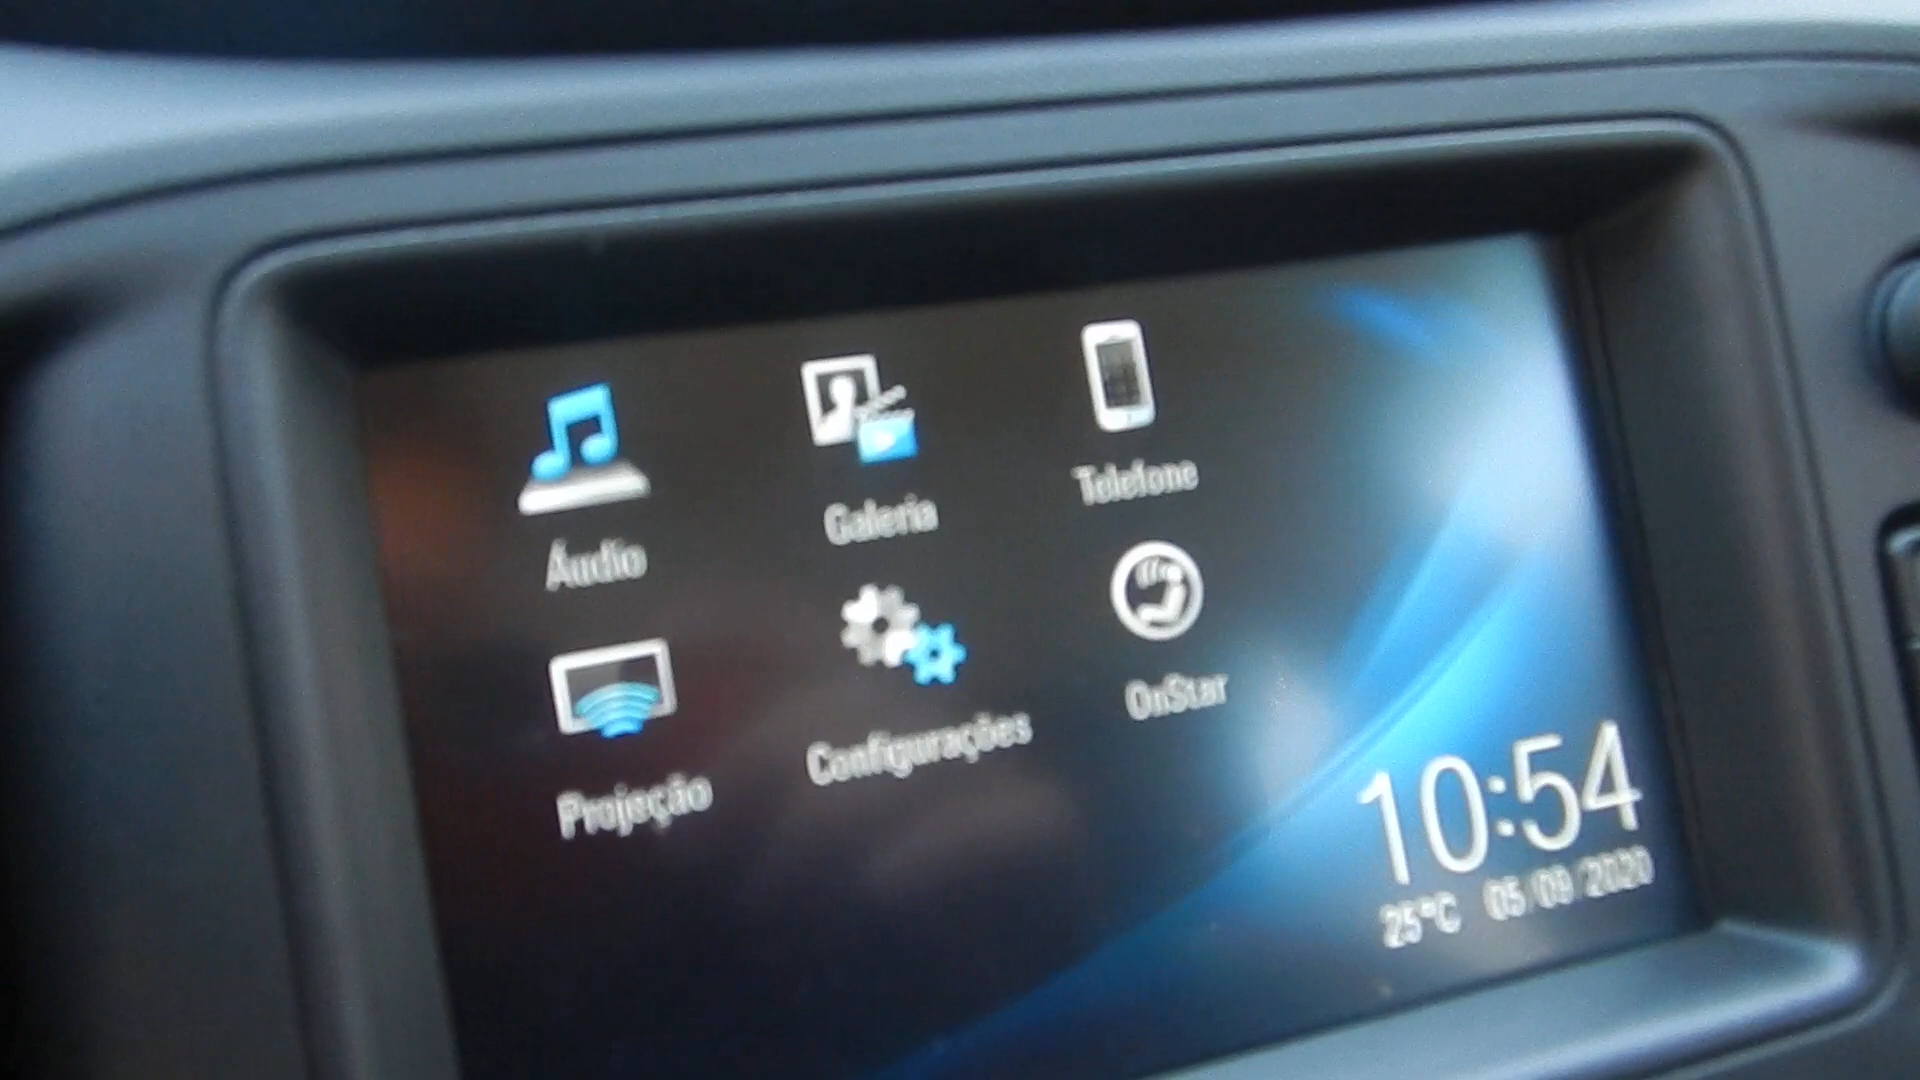 Áudio
Galeria
Telefone
Projeção
Configurações
OnStar
10:54
25°C 05/09/2020